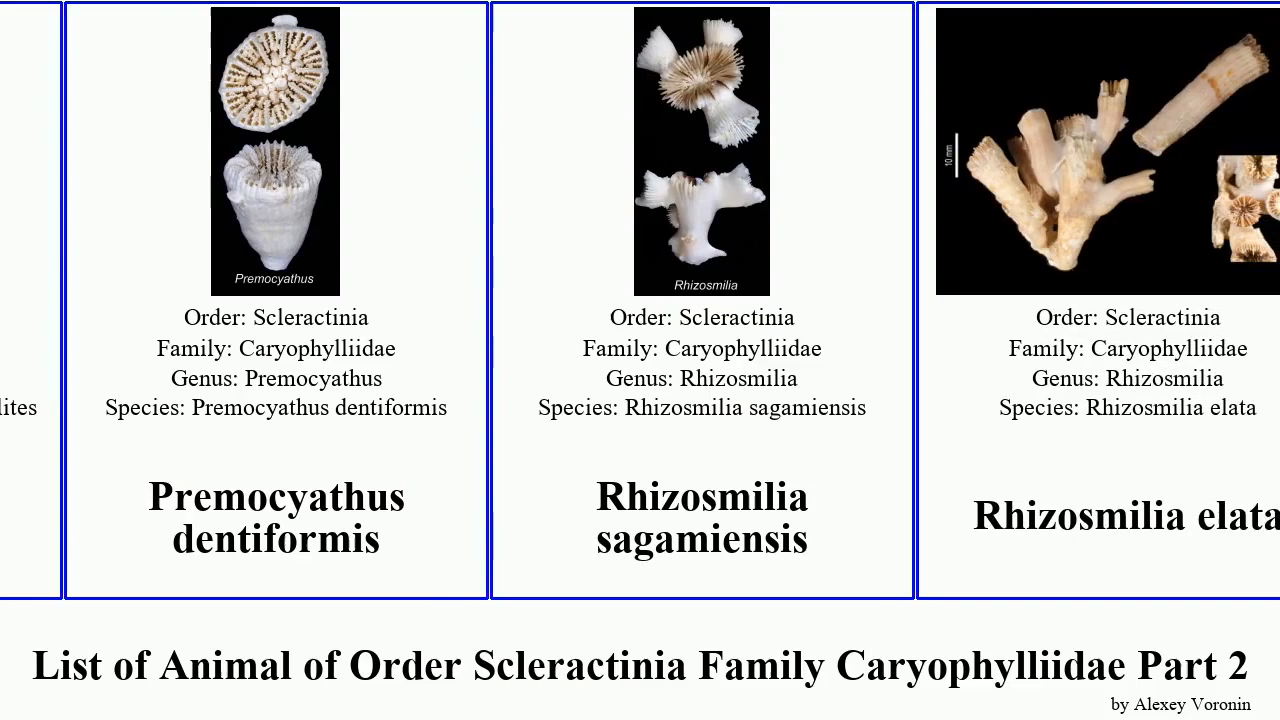 Premocyathus
Order: Scleractinia
Family: Caryophylliidae
Genus: Premocyathus
Species: Premocyathus dentiformis
Premocyathus
dentiformis
Rhizosmilia
Order: Scleractinia
Family: Caryophylliidae
Genus: Rhizosmilia
Species: Rhizosmilia sagamiensis
Rhizosmilia
sagamiensis
10 mm
Order: Scleractinia
Family: Caryophylliidae
Genus: Rhizosmilia
Species: Rhizosmilia elata
Rhizosmilia elata
List of Animal of Order Scleractinia Family Caryophylliidae Part 2
by Alexey Voronin